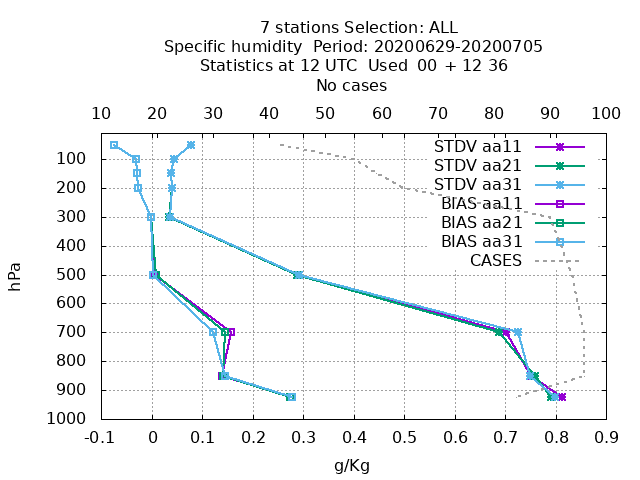 7 stations Selection: ALL
Specific humidity  Period: 20200629-20200705
Statistics at 12 UTC  Used  00 + 12 36
No cases
10 20 30 40 50 60 70 80 90 100
STDV aa11
STDV aa21
STDV aa31
BIAS aa11
BIAS aa21
BIAS aa31
CASES
hPa
100
200
300
400
500
600
700
800
900
1000
-0.1 0 0.1 0.2 0.3 0.4 0.5 0.6 0.7 0.8 0.9
g/Kg